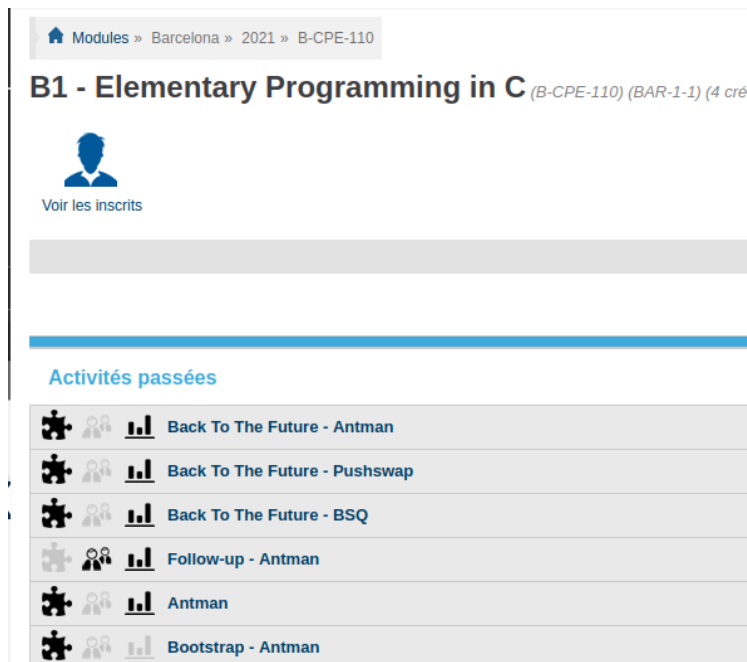 Modules » Barcelona » 2021 » B-CPE-110
B1 - Elementary Programming in C (B-CPE-110) (BAR-1-1) (4 cré
Voir les inscrits
Activités passées
Back To The Future - Antman
Back To The Future - Pushswap
Back To The Future - BSQ
Follow-up - Antman
Antman
Bootstrap - Antman